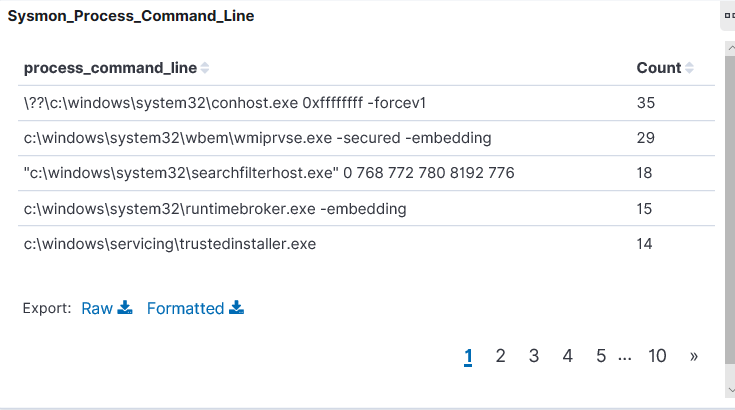 Sysmon_Process_Command_Line
process_command_line Count
\??\c:\windows\system32\conhost.exe 0xffffffff -forcev1 35
c:\windows\system32\wbem\wmiprvse.exe -secured -embedding 29
"c:\windows\system32\searchfilterhost.exe" 0 768 772 780 8192 776 18
c:\windows\system32\runtimebroker.exe -embedding 15
c:\windows\servicing\trustedinstaller.exe 14
Export: Raw Formatted
1 2 3 4 5 ... 10 »